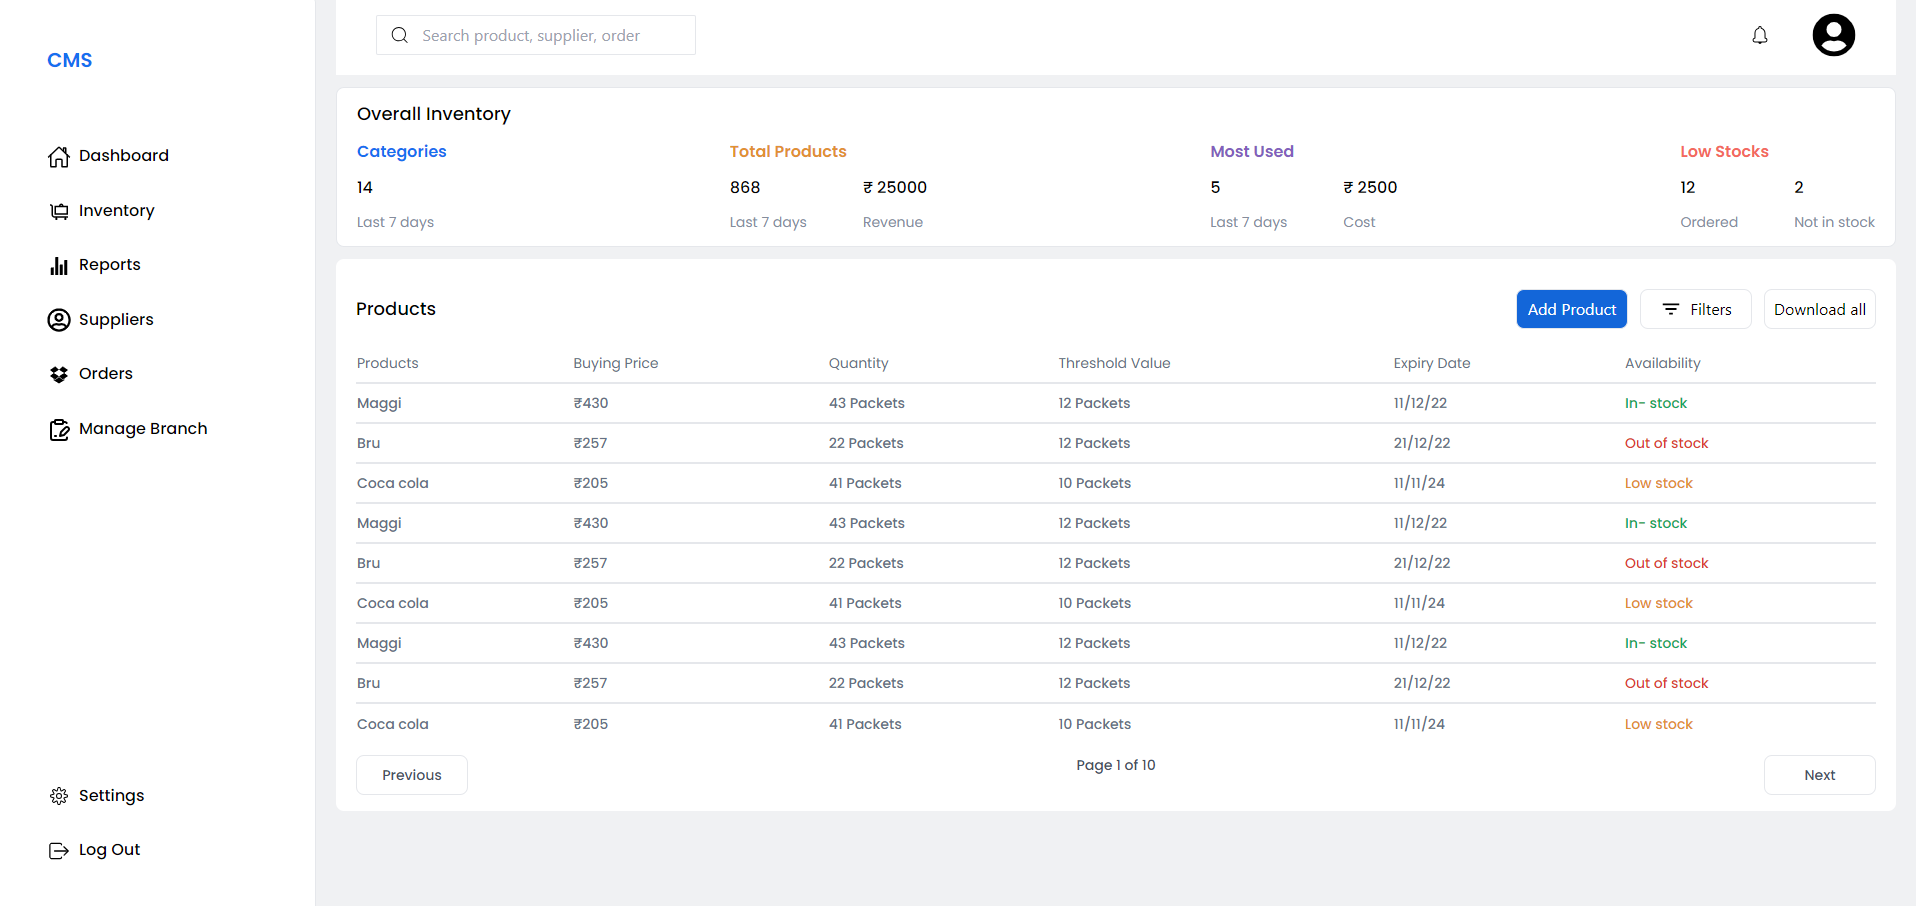 CMS
Dashboard
Inventory
Reports
Suppliers
Orders
Manage Branch
Settings
Log Out
Search product, supplier, order
Overall Inventory
Categories Total Products Most Used Low Stocks
14 868 ₹ 25000 5 ₹ 2500 12 2
Last 7 days Last 7 days Revenue Last 7 days Cost Ordered Not in stock
Products Add Product Filters Download all
Products Buying Price Quantity Threshold Value Expiry Date Availability
Maggi ₹430 43 Packets 12 Packets 11/12/22 In- stock
Bru ₹257 22 Packets 12 Packets 21/12/22 Out of stock
Coca cola ₹205 41 Packets 10 Packets 11/11/24 Low stock
Maggi ₹430 43 Packets 12 Packets 11/12/22 In- stock
Bru ₹257 22 Packets 12 Packets 21/12/22 Out of stock
Coca cola ₹205 41 Packets 10 Packets 11/11/24 Low stock
Maggi ₹430 43 Packets 12 Packets 11/12/22 In- stock
Bru ₹257 22 Packets 12 Packets 21/12/22 Out of stock
Coca cola ₹205 41 Packets 10 Packets 11/11/24 Low stock
Previous Page 1 of 10 Next